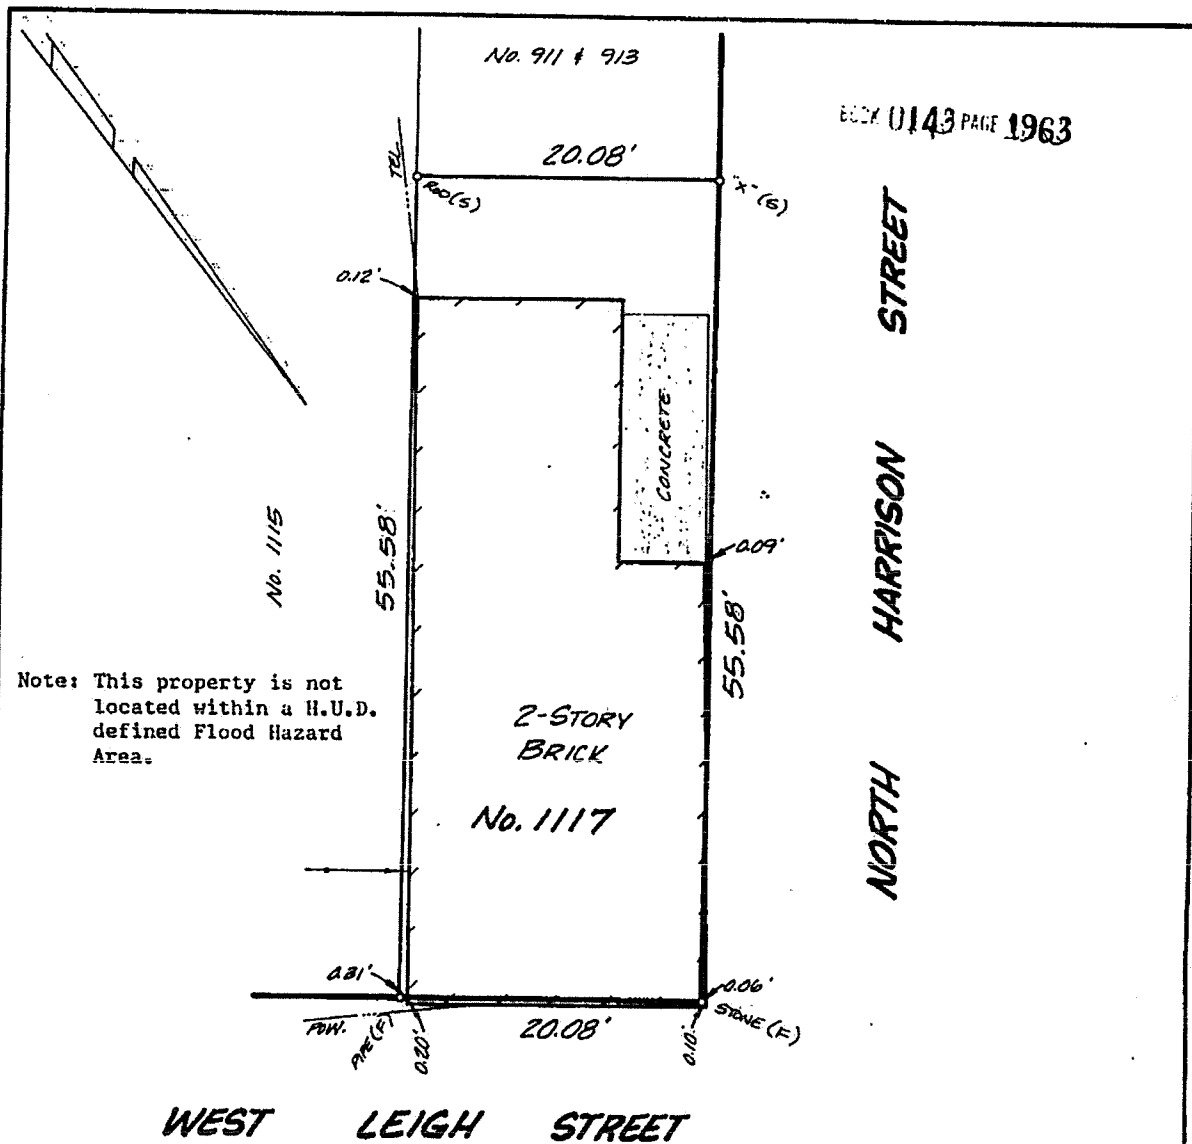 No. 911 & 913
BOOK 0143 PAGE 1963
20.08'
TEL.
ROD(S)
"X" (S)
0.12'
NORTH HARRISON STREET
CONCRETE
No. 1115
55.58'
0.09'
55.58'
Note: This property is not
located within a H.U.D.
defined Flood Hazard
Area.
2-STORY
BRICK
No. 1117
0.31'
0.06'
POW.
PIPE(F)
0.20'
20.08'
0.10'
STONE (F)
WEST LEIGH STREET